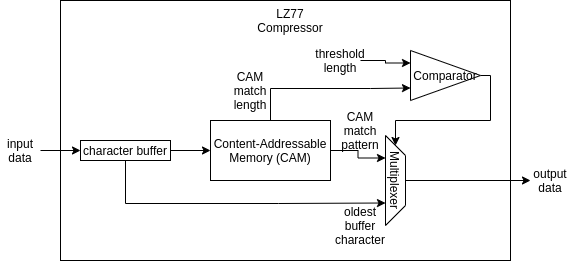 LZ77
Compressor
threshold
length
Comparator
CAM
match
length
CAM
match
pattern
input
data
character buffer
Content-Addressable
Memory (CAM)
Multiplexer
output
data
oldest
buffer
character